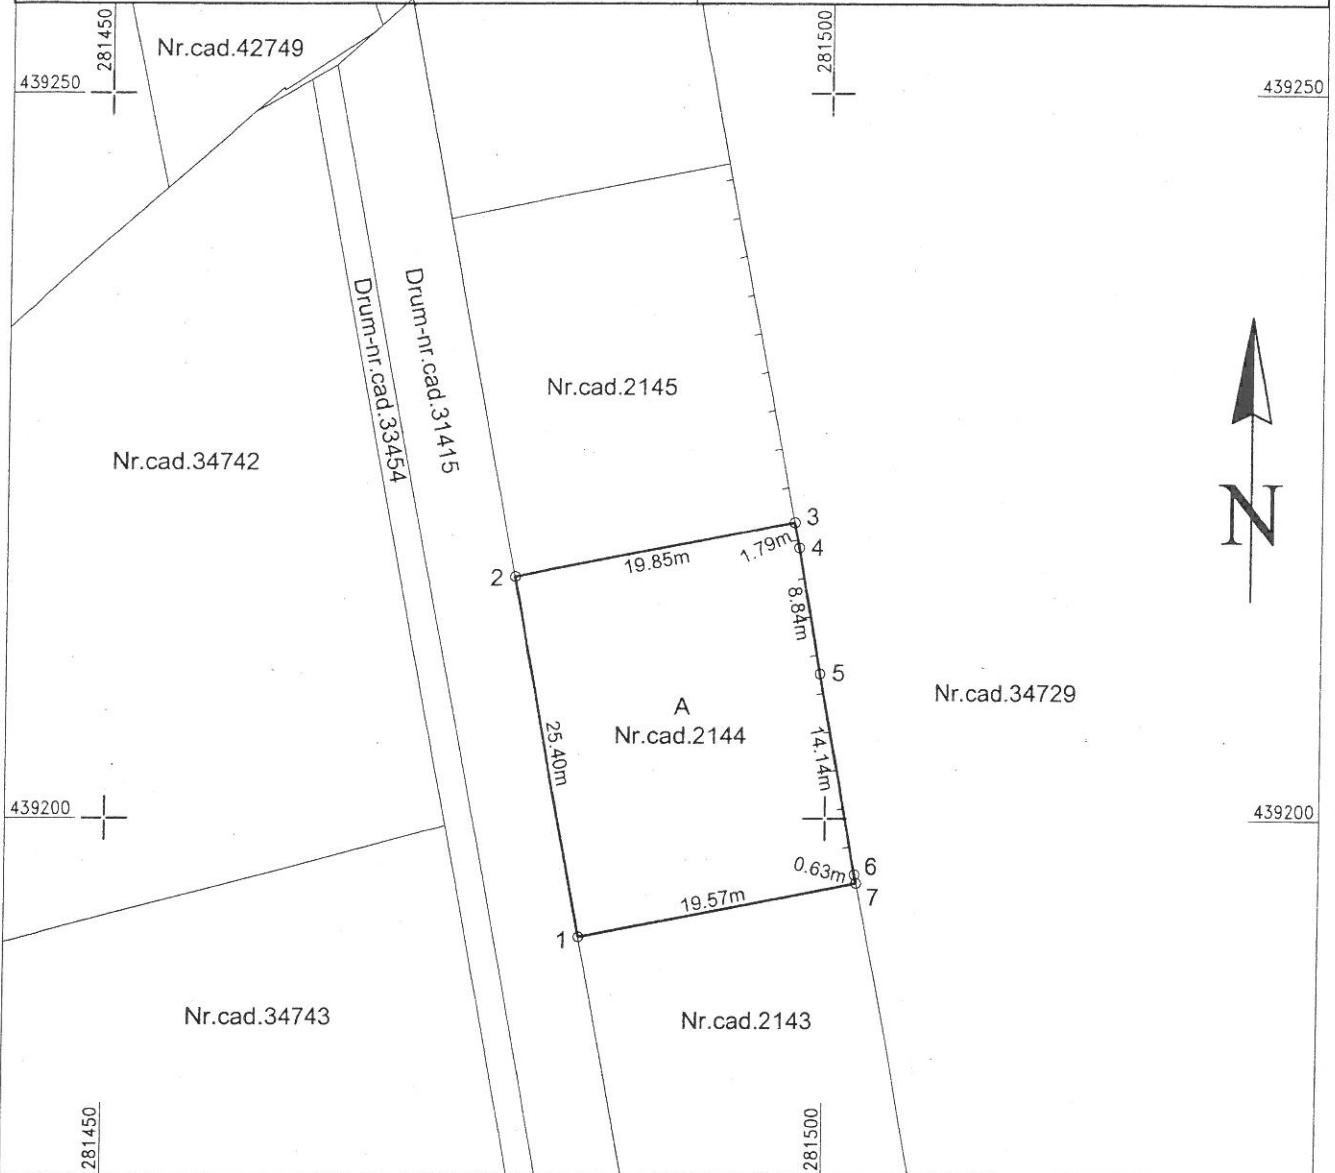 281450
281500
Nr.cad.42749
439250
439250
Drum-nr.cad.33454
Drum-nr.cad.31415
Nr.cad.2145
Nr.cad.34742
N
3
1.79m
4
19.85m
2
8.84m
5
Nr.cad.34729
A
Nr.cad.2144
25.40m
14.14m
439200
439200
0.63m
6
7
19.57m
1
Nr.cad.34743
Nr.cad.2143
281450
281500